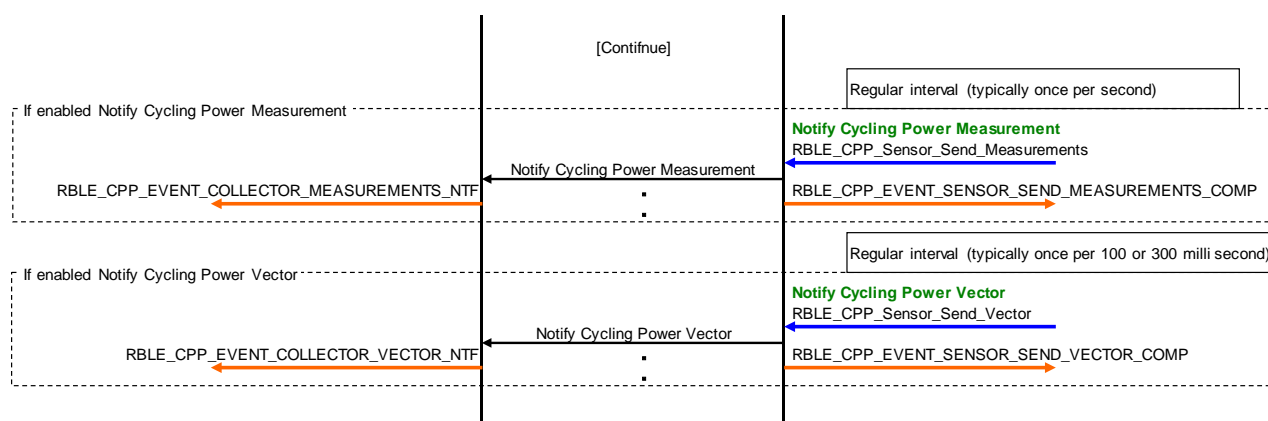 [Contifnue]
Regular interval (typically once per second)
If enabled Notify Cycling Power Measurement
Notify Cycling Power Measurement
RBLE_CPP_Sensor_Send_Measurements
Notify Cycling Power Measurement
RBLE_CPP_EVENT_COLLECTOR_MEASUREMENTS_NTF
RBLE_CPP_EVENT_SENSOR_SEND_MEASUREMENTS_COMP
Regular interval (typically once per 100 or 300 milli second)
If enabled Notify Cycling Power Vector
Notify Cycling Power Vector
RBLE_CPP_Sensor_Send_Vector
Notify Cycling Power Vector
RBLE_CPP_EVENT_COLLECTOR_VECTOR_NTF
RBLE_CPP_EVENT_SENSOR_SEND_VECTOR_COMP